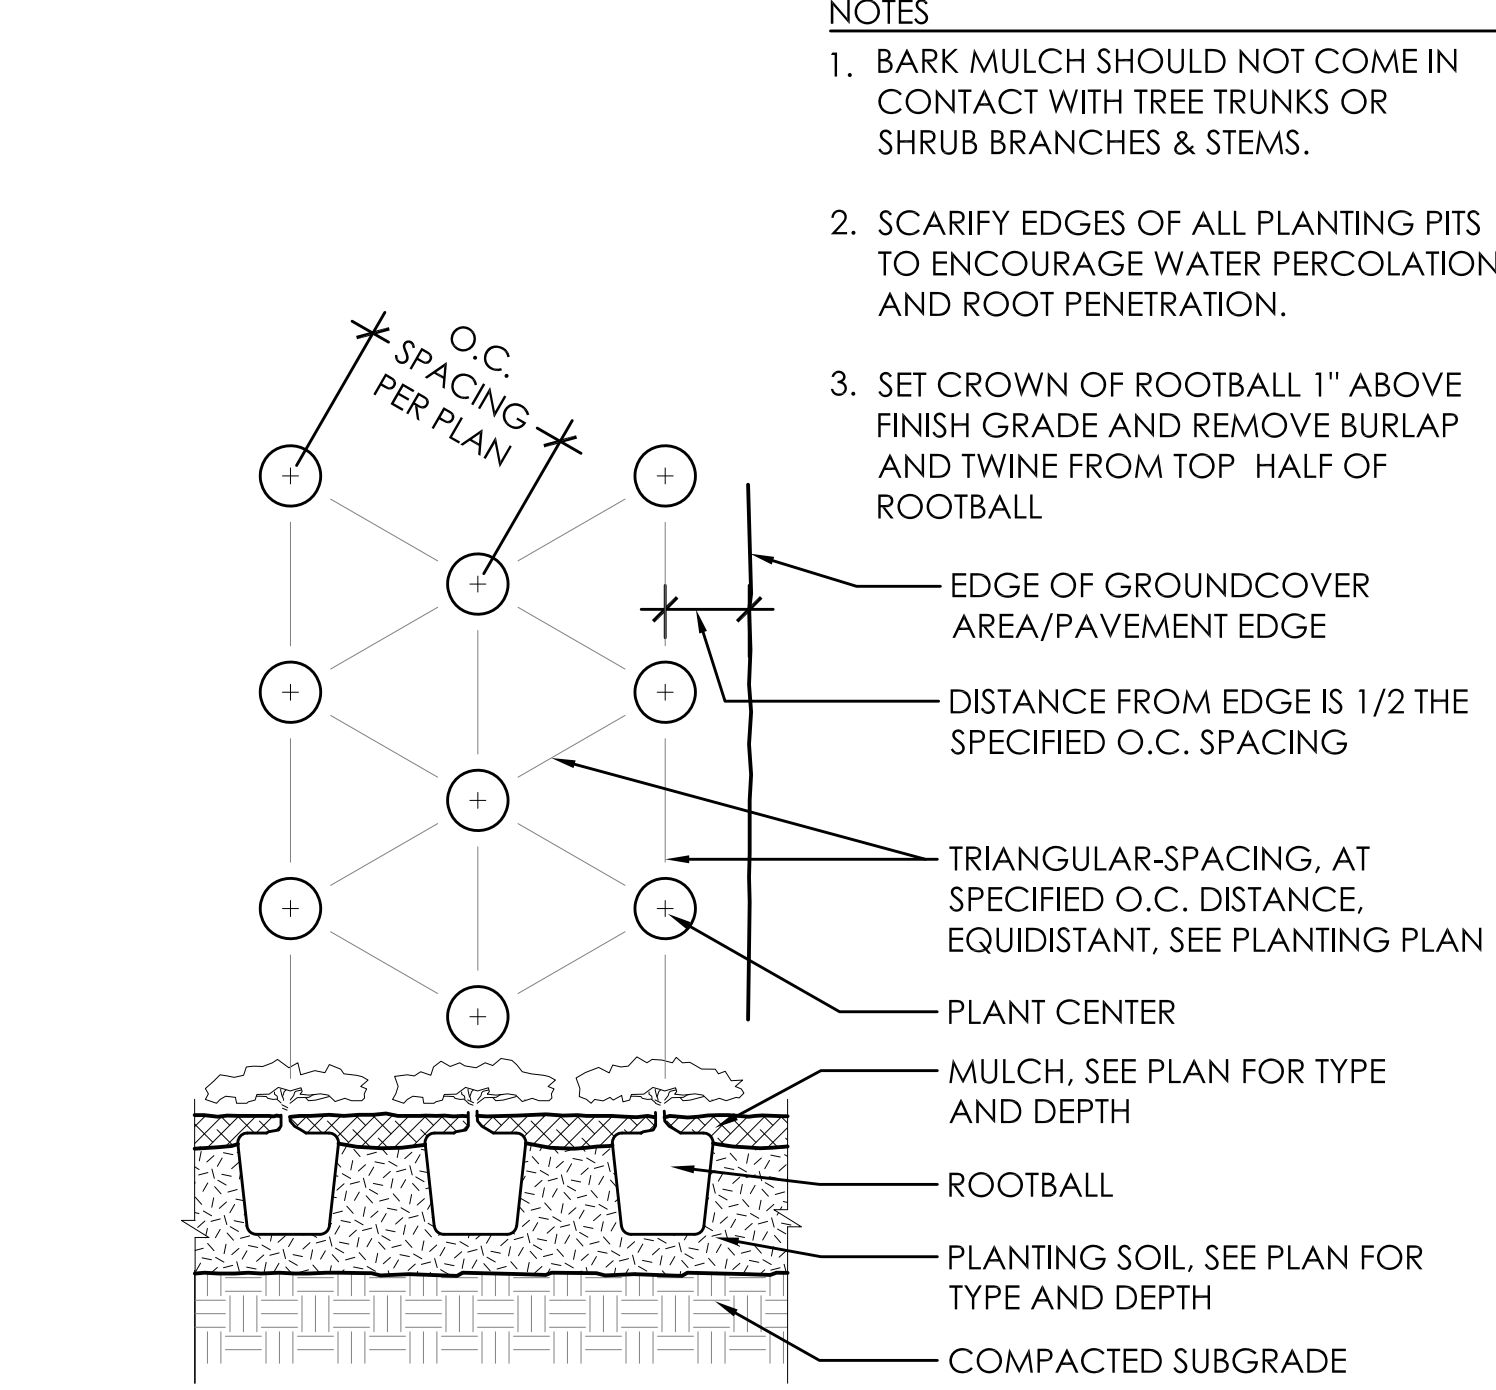 NOTES
1. BARK MULCH SHOULD NOT COME IN
CONTACT WITH TREE TRUNKS OR
SHRUB BRANCHES & STEMS.
2. SCARIFY EDGES OF ALL PLANTING PITS
TO ENCOURAGE WATER PERCOLATION
AND ROOT PENETRATION.
3. SET CROWN OF ROOTBALL 1" ABOVE
FINISH GRADE AND REMOVE BURLAP
AND TWINE FROM TOP HALF OF
ROOTBALL
O.C.
SPACING
PER PLAN
EDGE OF GROUNDCOVER
AREA/PAVEMENT EDGE
DISTANCE FROM EDGE IS 1/2 THE
SPECIFIED O.C. SPACING
TRIANGULAR-SPACING, AT
SPECIFIED O.C. DISTANCE,
EQUIDISTANT, SEE PLANTING PLAN
PLANT CENTER
MULCH, SEE PLAN FOR TYPE
AND DEPTH
ROOTBALL
PLANTING SOIL, SEE PLAN FOR
TYPE AND DEPTH
COMPACTED SUBGRADE